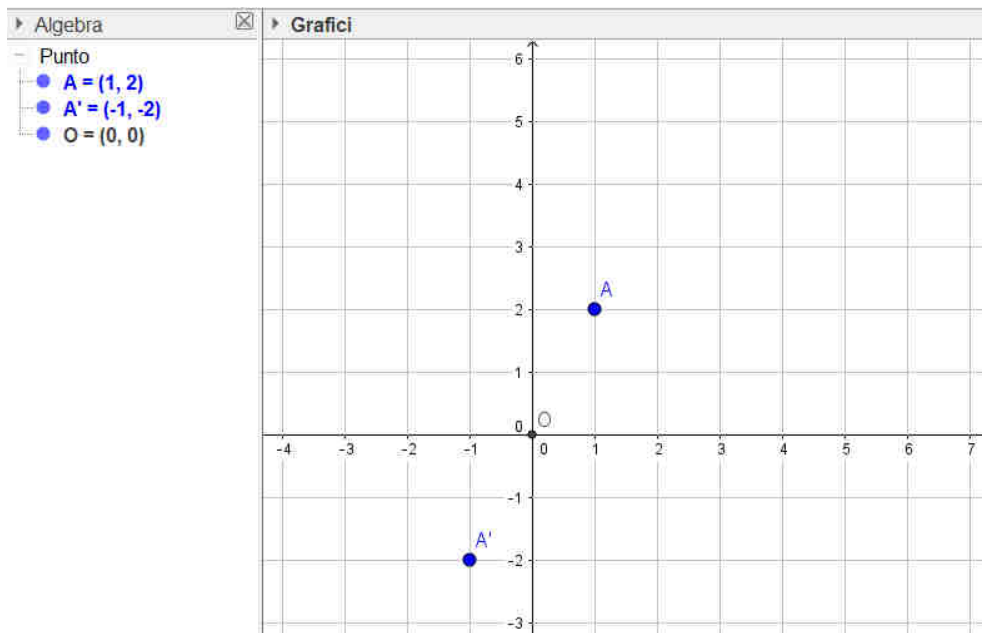 Algebra
Punto
A = (1, 2)
A' = (-1, -2)
O = (0, 0)
Grafici
6
5
4
3
2
1
0
-1
-2
-3
-4 -3 -2 -1 0 1 2 3 4 5 6 7
A
O
A'